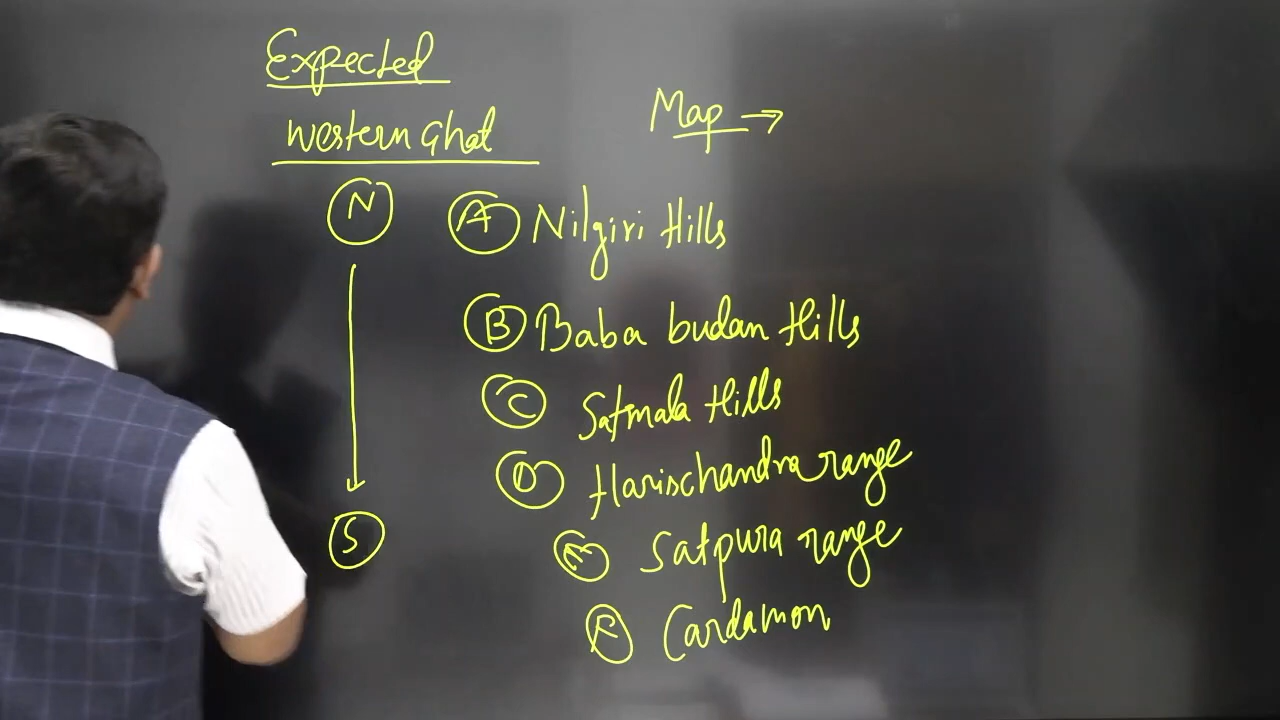 Expected
Western Ghat
Map →
N
A Nilgiri Hills
B Baba budan Hills
C Satmala Hills
D Harischandra range
E Satpura range
S
F Cardamon